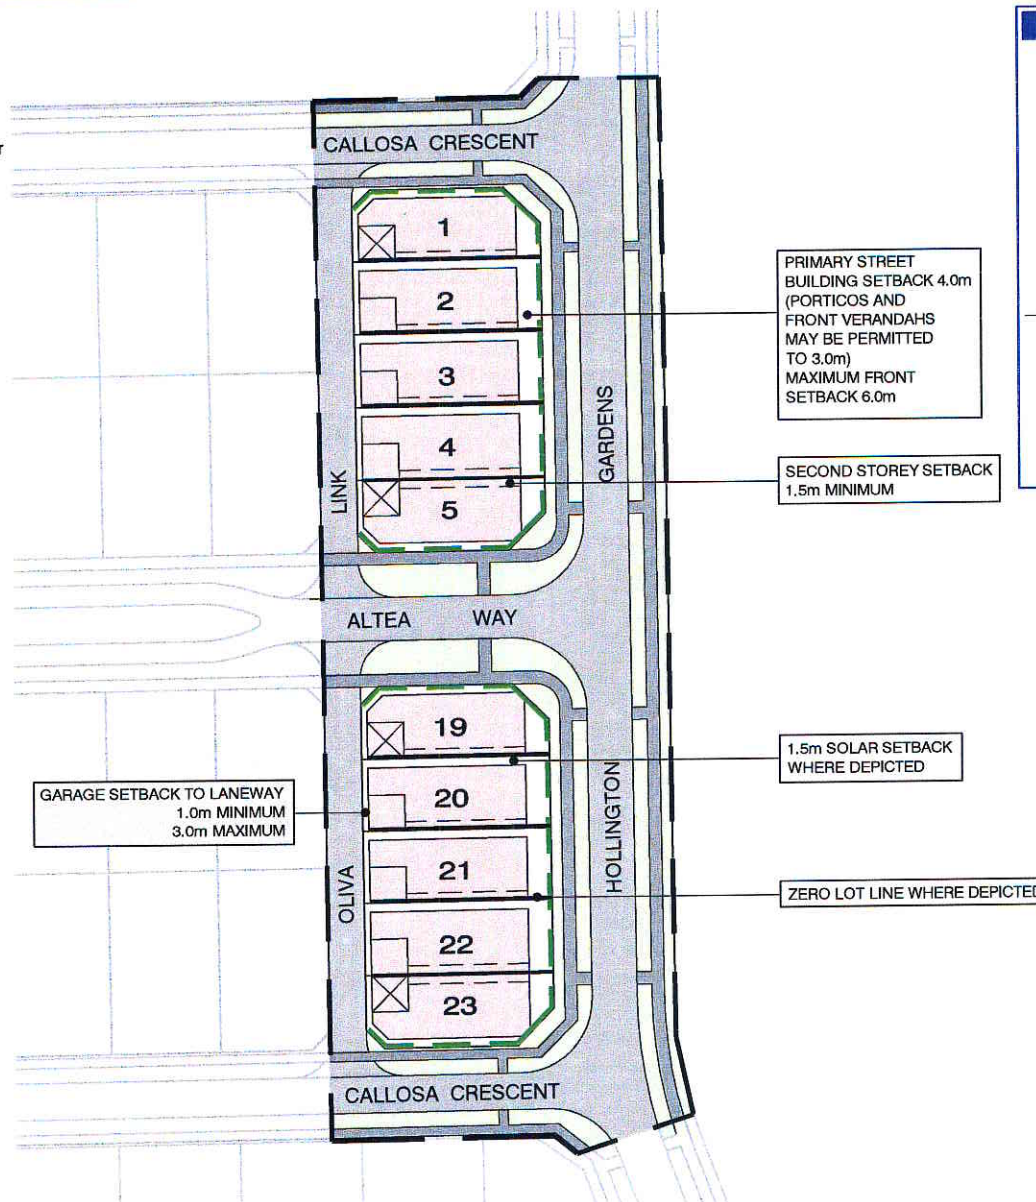 CALLOSA CRESCENT
r
1
2
3
4
5
PRIMARY STREET
BUILDING SETBACK 4.0m
(PORTICOS AND
FRONT VERANDAHS
MAY BE PERMITTED
TO 3.0m)
MAXIMUM FRONT
SETBACK 6.0m
LINK
GARDENS
SECOND STOREY SETBACK
1.5m MINIMUM
ALTEA WAY
19
20
21
22
23
1.5m SOLAR SETBACK
WHERE DEPICTED
GARAGE SETBACK TO LANEWAY
1.0m MINIMUM
3.0m MAXIMUM
OLIVA
HOLLINGTON
ZERO LOT LINE WHERE DEPICTED
CALLOSA CRESCENT